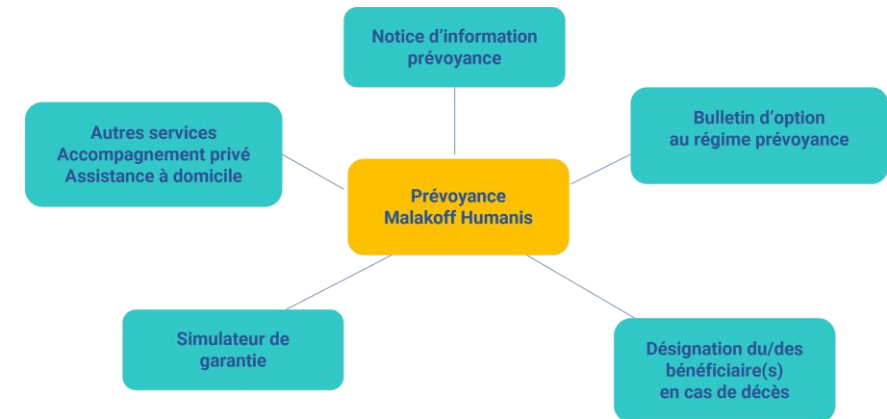 Notice d’information
prévoyance
Autres services
Accompagnement privé
Assistance à domicile
Bulletin d’option
au régime prévoyance
Prévoyance
Malakoff Humanis
Simulateur de
garantie
Désignation du/des
bénéficiaire(s)
en cas de décès